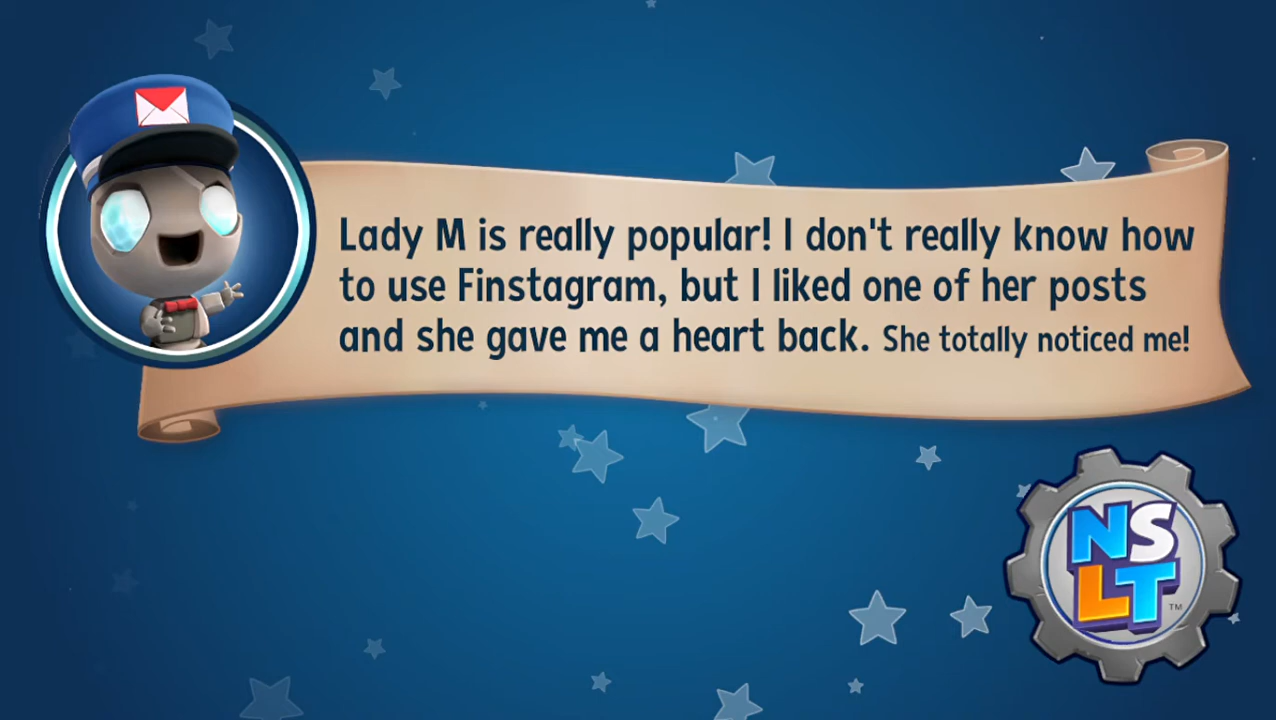 Lady M is really popular! I don't really know how
to use Finstagram, but I liked one of her posts
and she gave me a heart back. She totally noticed me!
NS
LT
TM